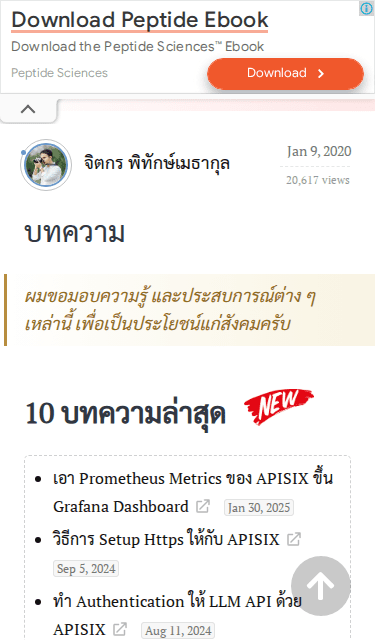 Download Peptide Ebook
Download the Peptide Sciences™ Ebook
Peptide Sciences
Download
จิตกร พิทักษ์เมธากุล
Jan 9, 2020
20,617 views
บทความ
ผมขอมอบความรู้ และประสบการณ์ต่าง ๆ
เหล่านี้ เพื่อเป็นประโยชน์แก่สังคมครับ
10 บทความล่าสุด
NEW
เอา Prometheus Metrics ของ APISIX ขึ้น
Grafana Dashboard Jan 30, 2025
วิธีการ Setup Https ให้กับ APISIX
Sep 5, 2024
ทำ Authentication ให้ LLM API ด้วย
APISIX Aug 11, 2024